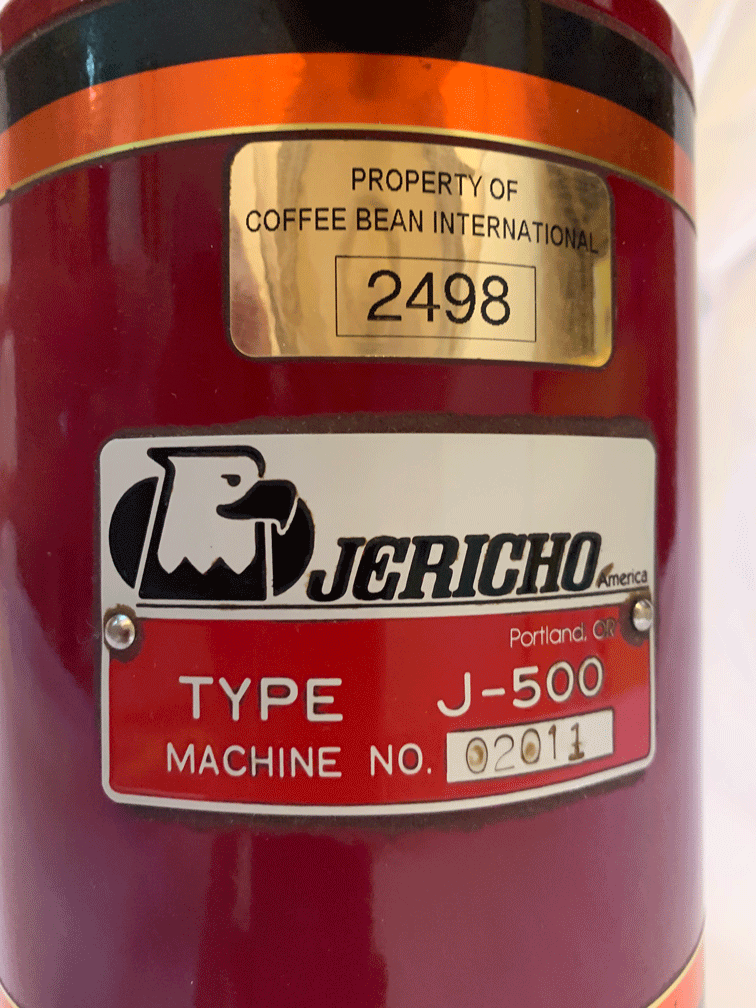 PROPERTY OF
COFFEE BEAN INTERNATIONAL
2498
JERICHO America
Portland, OR
TYPE J-500
MACHINE NO. 02011